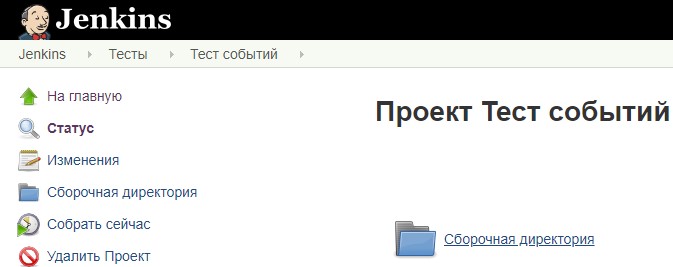 Jenkins
Jenkins Тесты Тест событий
На главную
Статус
Изменения
Сборочная директория
Собрать сейчас
Удалить Проект
Проект Тест событий
Сборочная директория